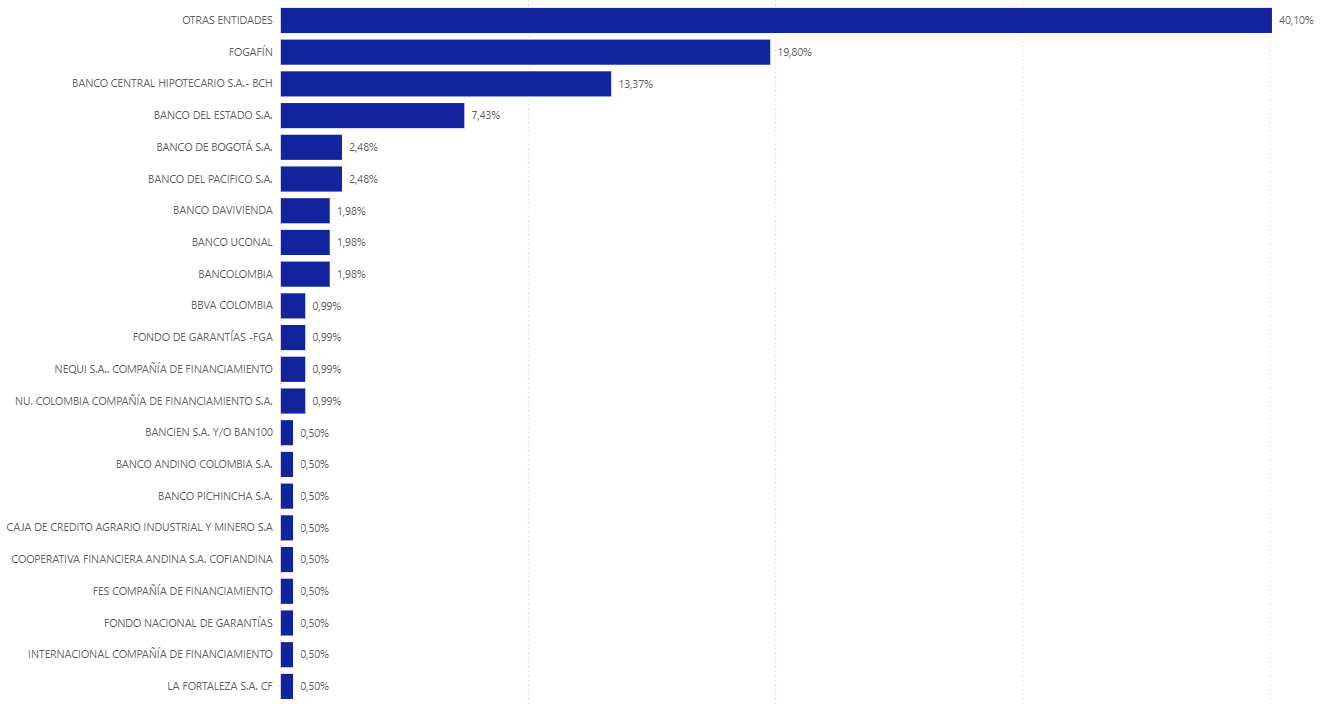 OTRAS ENTIDADES 40,10%
FOGAFÍN 19,80%
BANCO CENTRAL HIPOTECARIO S.A.- BCH 13,37%
BANCO DEL ESTADO S.A. 7,43%
BANCO DE BOGOTÁ S.A. 2,48%
BANCO DEL PACIFICO S.A. 2,48%
BANCO DAVIVIENDA 1,98%
BANCO UCONAL 1,98%
BANCOLOMBIA 1,98%
BBVA COLOMBIA 0,99%
FONDO DE GARANTÍAS -FGA 0,99%
NEQUI S.A.. COMPAÑÍA DE FINANCIAMIENTO 0,99%
NU. COLOMBIA COMPAÑÍA DE FINANCIAMIENTO S.A. 0,99%
BANCIEN S.A. Y/O BAN100 0,50%
BANCO ANDINO COLOMBIA S.A. 0,50%
BANCO PICHINCHA S.A. 0,50%
CAJA DE CREDITO AGRARIO INDUSTRIAL Y MINERO S.A 0,50%
COOPERATIVA FINANCIERA ANDINA S.A. COFIANDINA 0,50%
FES COMPAÑÍA DE FINANCIAMIENTO 0,50%
FONDO NACIONAL DE GARANTÍAS 0,50%
INTERNACIONAL COMPAÑÍA DE FINANCIAMIENTO 0,50%
LA FORTALEZA S.A. CF 0,50%